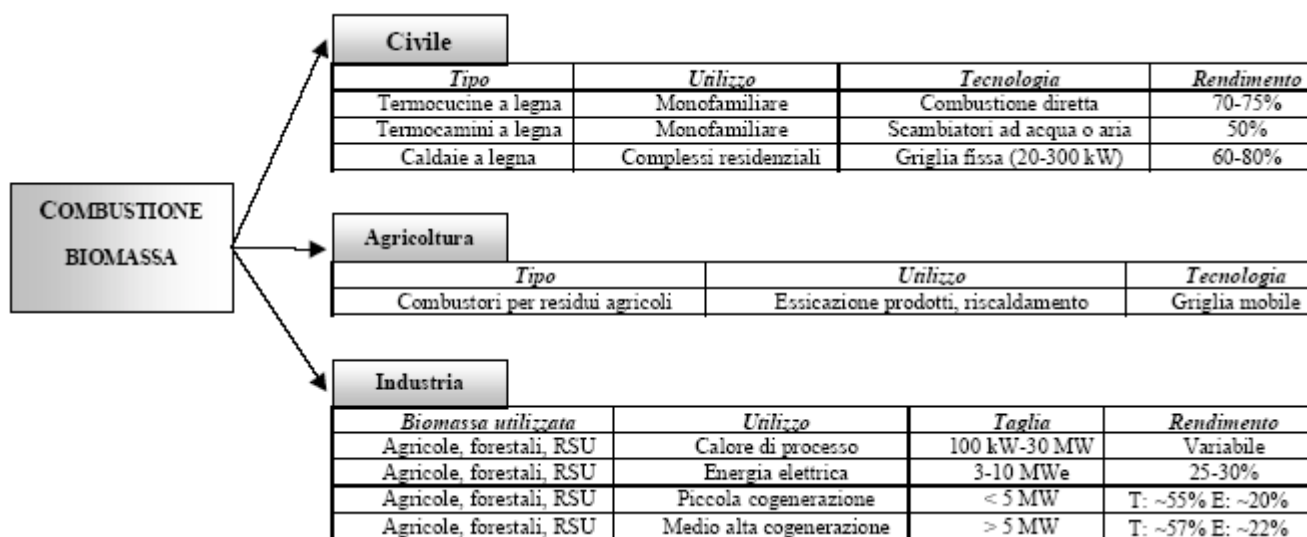 Civile
Tipo Utilizzo Tecnologia Rendimento
Termocucine a legna Monofamiliare Combustione diretta 70-75%
Termocamini a legna Monofamiliare Scambiatori ad acqua o aria 50%
Caldaie a legna Complessi residenziali Griglia fissa (20-300 kW) 60-80%
COMBUSTIONE
BIOMASSA
Agricoltura
Tipo Utilizzo Tecnologia
Combustori per residui agricoli Essicazione prodotti, riscaldamento Griglia mobile
Industria
Biomassa utilizzata Utilizzo Taglia Rendimento
Agricole, forestali, RSU Calore di processo 100 kW-30 MW Variabile
Agricole, forestali, RSU Energia elettrica 3-10 MWe 25-30%
Agricole, forestali, RSU Piccola cogenerazione < 5 MW T: ~55% E: ~20%
Agricole, forestali, RSU Medio alta cogenerazione > 5 MW T: ~57% E: ~22%